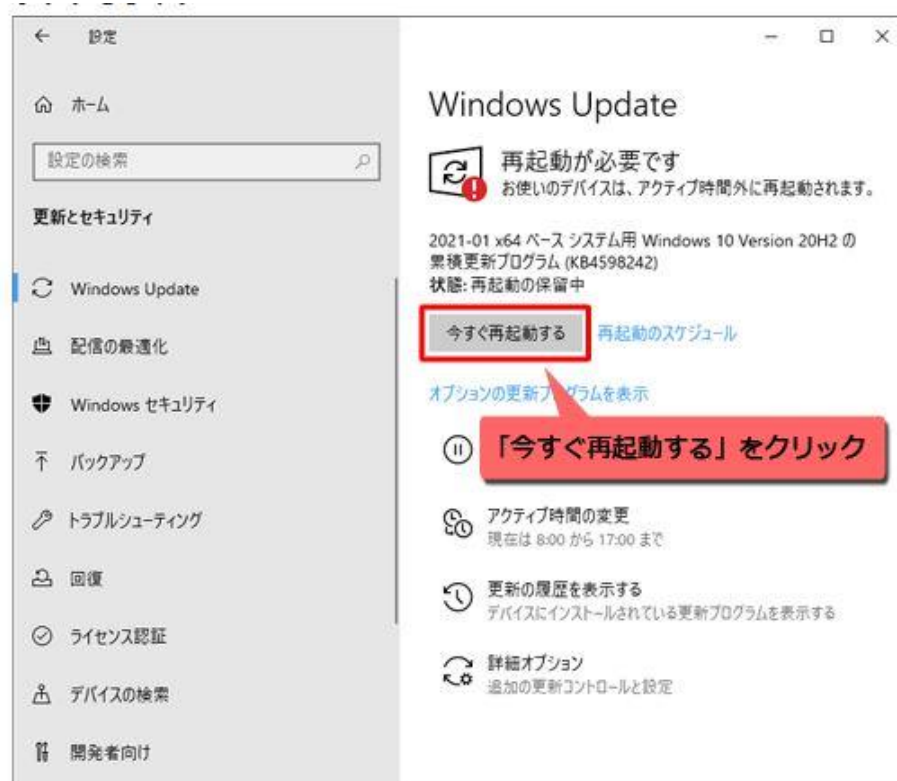 設定
ホーム
設定の検索
更新とセキュリティ
Windows Update
配信の最適化
Windows セキュリティ
バックアップ
トラブルシューティング
回復
ライセンス認証
デバイスの検索
開発者向け
Windows Update
再起動が必要です
お使いのデバイスは、アクティブ時間外に再起動されます。
2021-01 x64 ベース システム用 Windows 10 Version 20H2 の
累積更新プログラム (KB4598242)
状態: 再起動の保留中
今すぐ再起動する 再起動のスケジュール
オプションの更新プログラムを表示
「今すぐ再起動する」をクリック
アクティブ時間の変更
現在は 8:00 から 17:00 まで
更新の履歴を表示する
デバイスにインストールされている更新プログラムを表示する
詳細オプション
追加の更新コントロールと設定